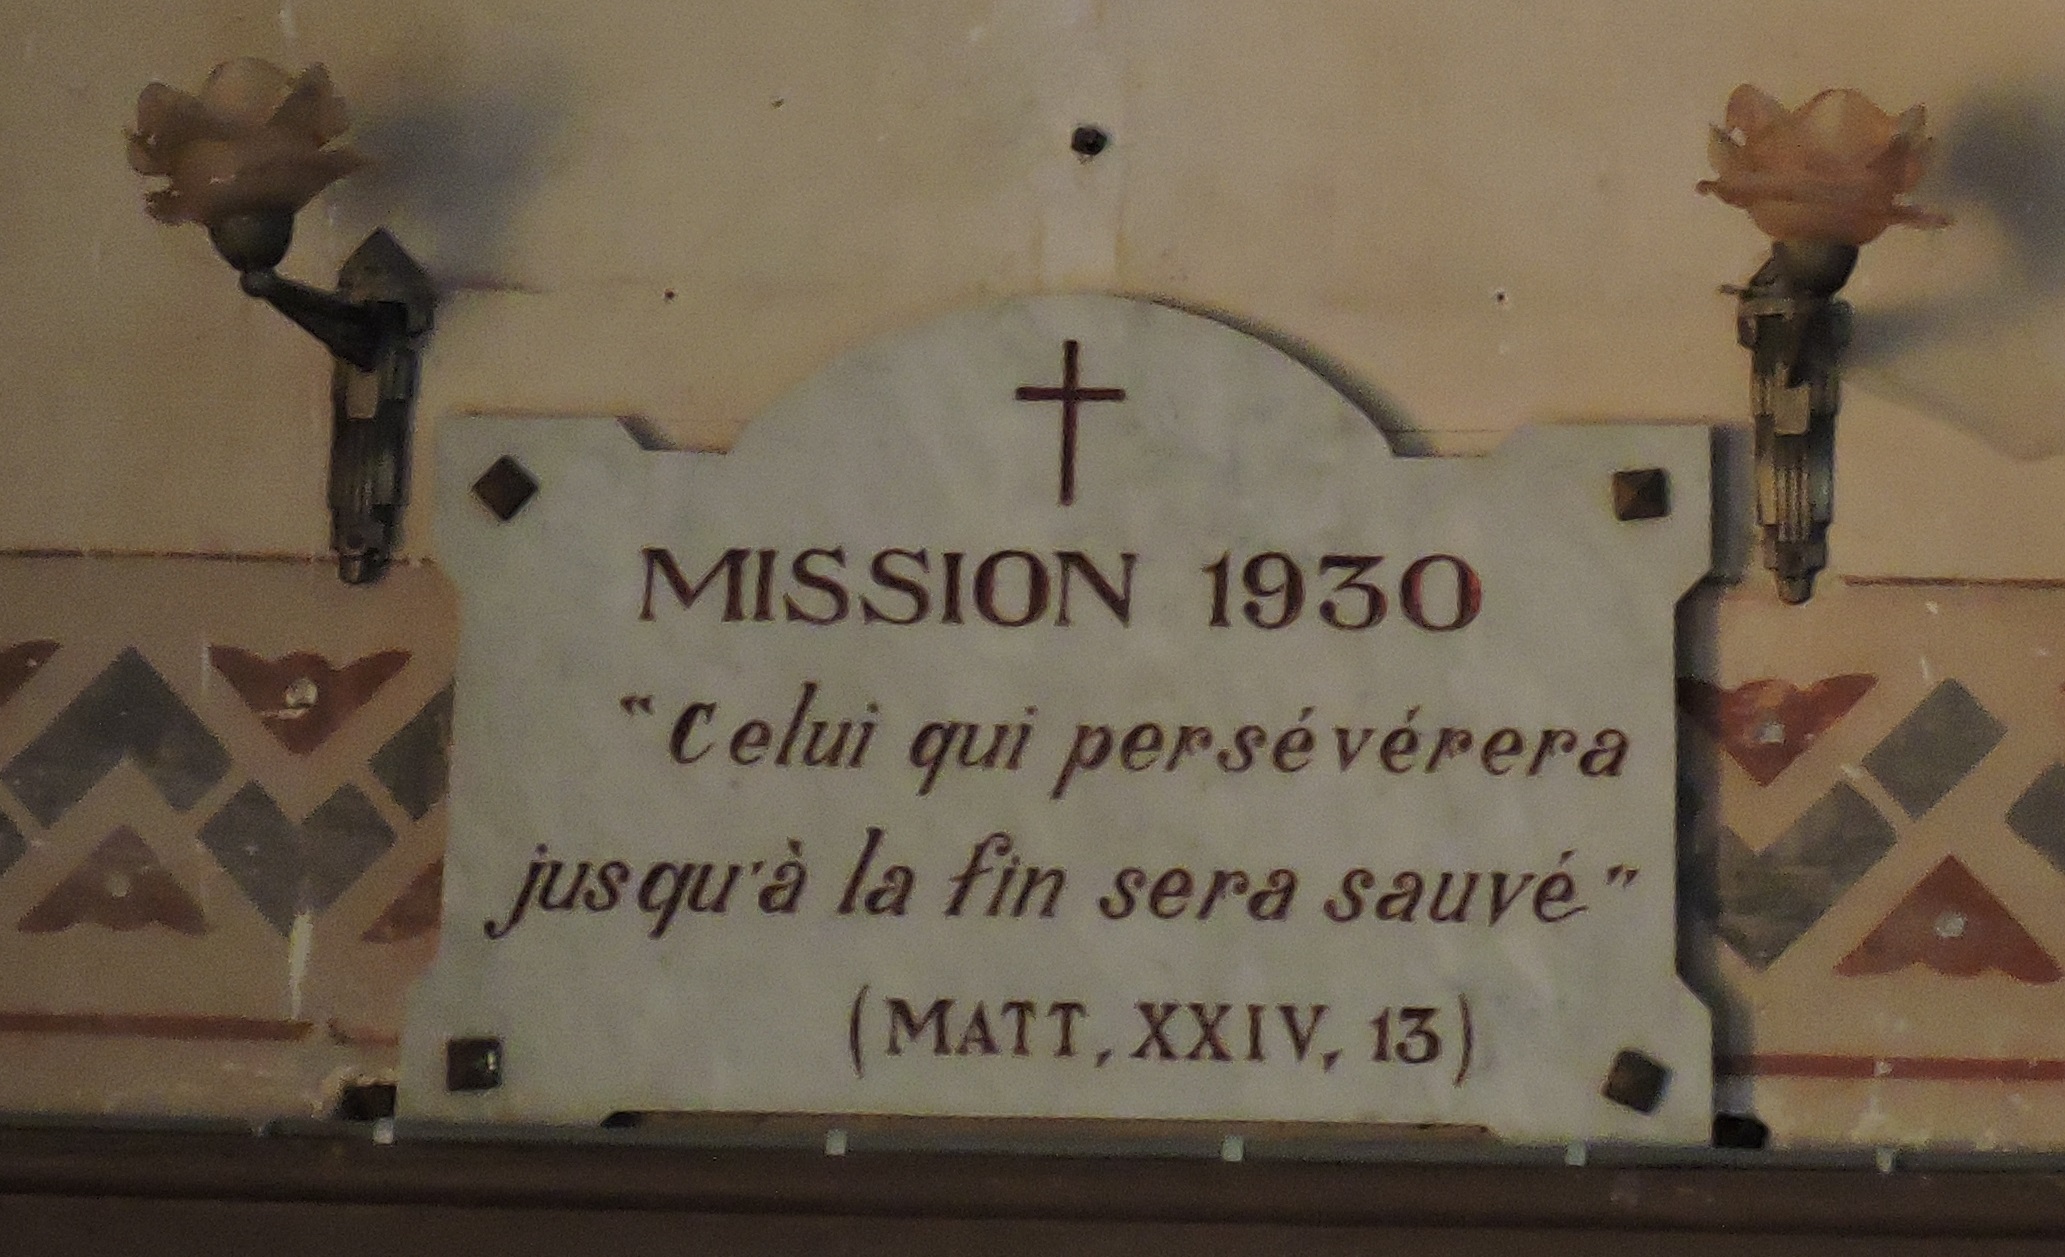 MISSION 1930
"Celui qui persévérera
jusqu'à la fin sera sauvé"
(MATT, XXIV, 13)